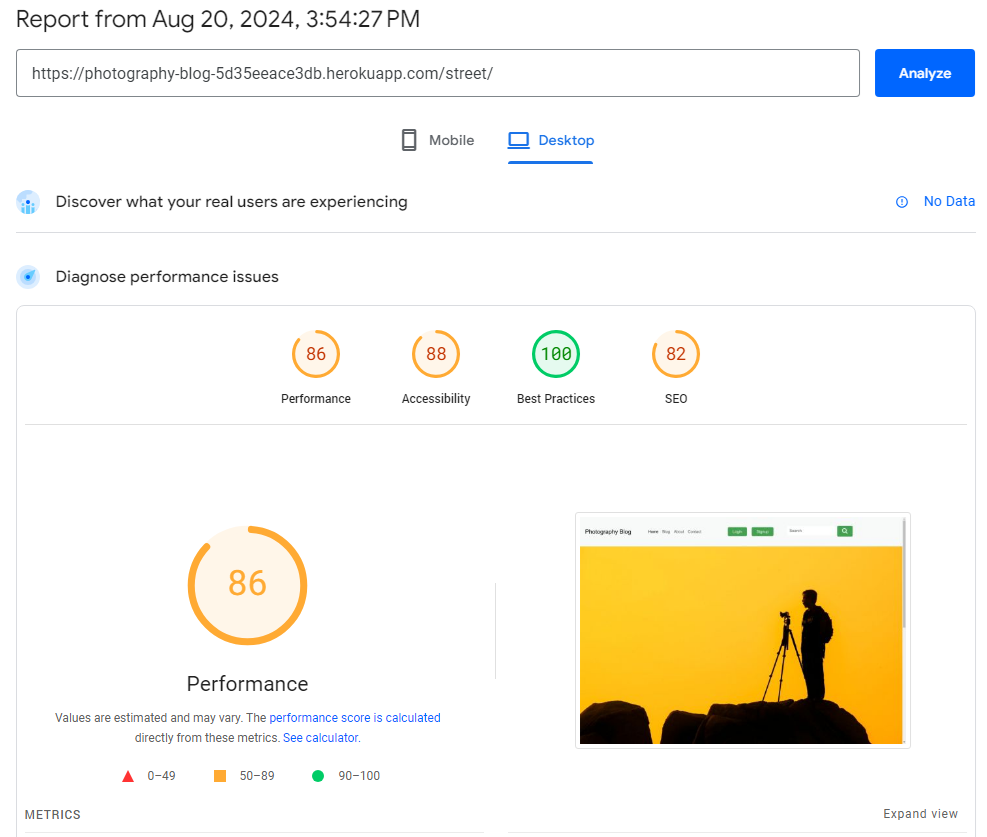 Report from Aug 20, 2024, 3:54:27 PM
https://photography-blog-5d35eeace3db.herokuapp.com/street/
Analyze
Mobile
Desktop
Discover what your real users are experiencing
No Data
Diagnose performance issues
86
88
100
82
Performance
Accessibility
Best Practices
SEO
Photography Blog
Home
Blog
About
Contact
Login
Signup
Search
86
Performance
Values are estimated and may vary. The performance score is calculated
directly from these metrics. See calculator.
0–49
50–89
90–100
METRICS
Expand view